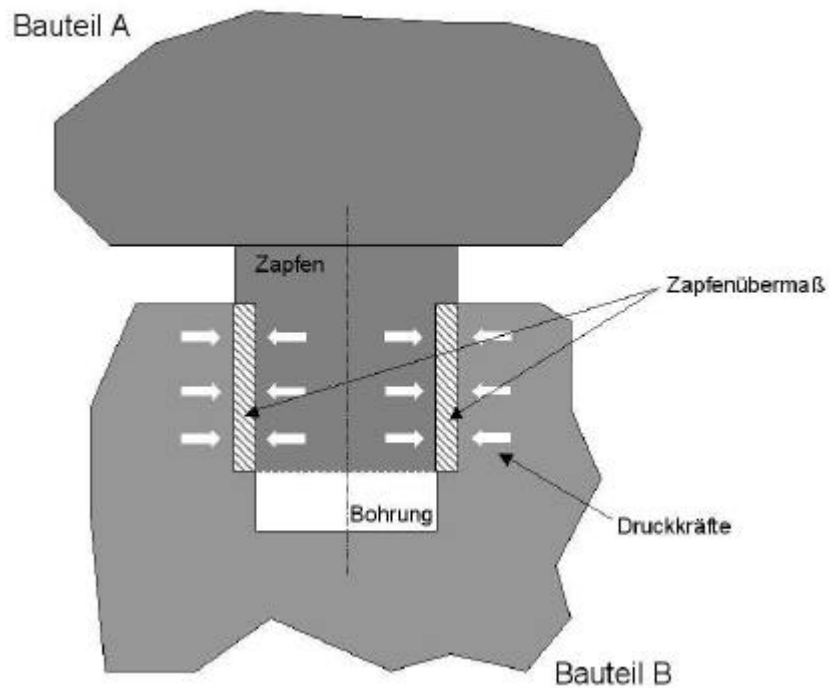 Bauteil A
Zapfen
Zapfenübermaß
Bohrung
Druckkräfte
Bauteil B